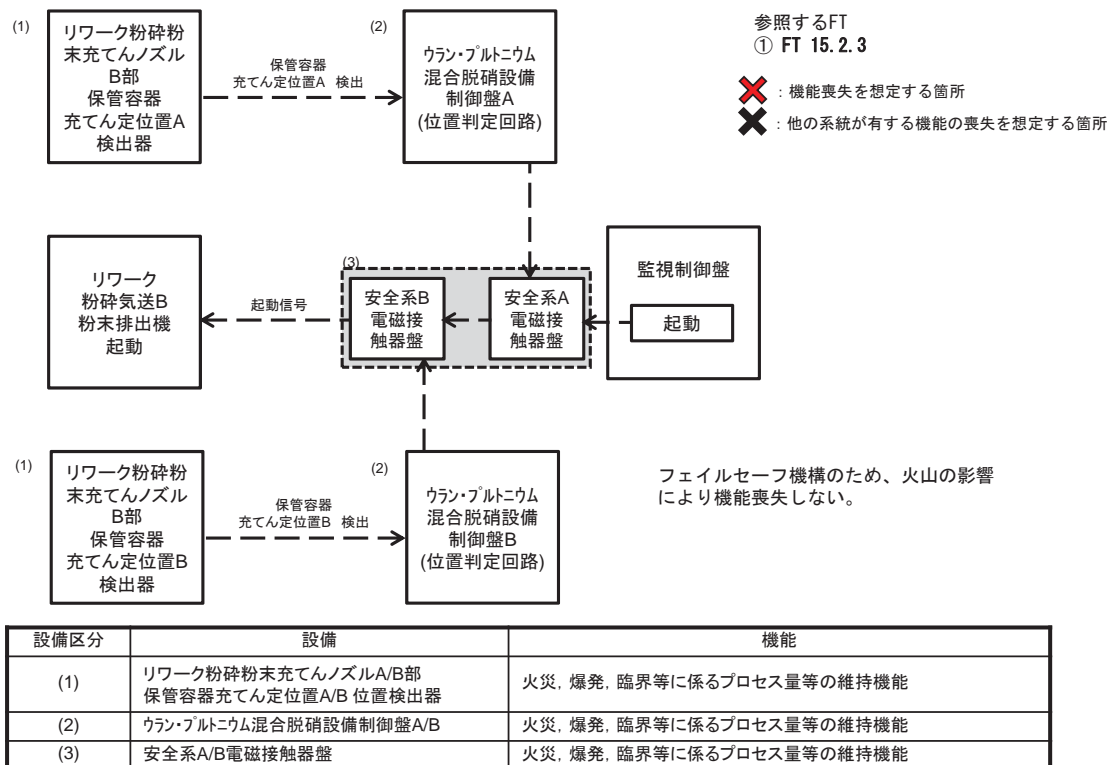 (1)
リワーク粉砕粉
末充てんノズル
B部
保管容器
充てん定位置A
検出器
保管容器
充てん定位置A 検出
(2)
ウラン・プルトニウム
混合脱硝設備
制御盤A
(位置判定回路)
参照するFT
① FT 15.2.3
：機能喪失を想定する箇所
：他の系統が有する機能の喪失を想定する箇所
リワーク
粉砕気送B
粉末排出機
起動
起動信号
(3)
安全系B
電磁接
触器盤
安全系A
電磁接
触器盤
監視制御盤
起動
(1)
リワーク粉砕粉
末充てんノズル
B部
保管容器
充てん定位置B
検出器
保管容器
充てん定位置B 検出
(2)
ウラン・プルトニウム
混合脱硝設備
制御盤B
(位置判定回路)
フェイルセーフ機構のため、火山の影響
により機能喪失しない。
設備区分 設備 機能
(1) リワーク粉砕粉末充てんノズルA/B部
保管容器充てん定位置A/B 位置検出器 火災，爆発，臨界等に係るプロセス量等の維持機能
(2) ウラン・プルトニウム混合脱硝設備制御盤A/B 火災，爆発，臨界等に係るプロセス量等の維持機能
(3) 安全系A/B電磁接触器盤 火災，爆発，臨界等に係るプロセス量等の維持機能